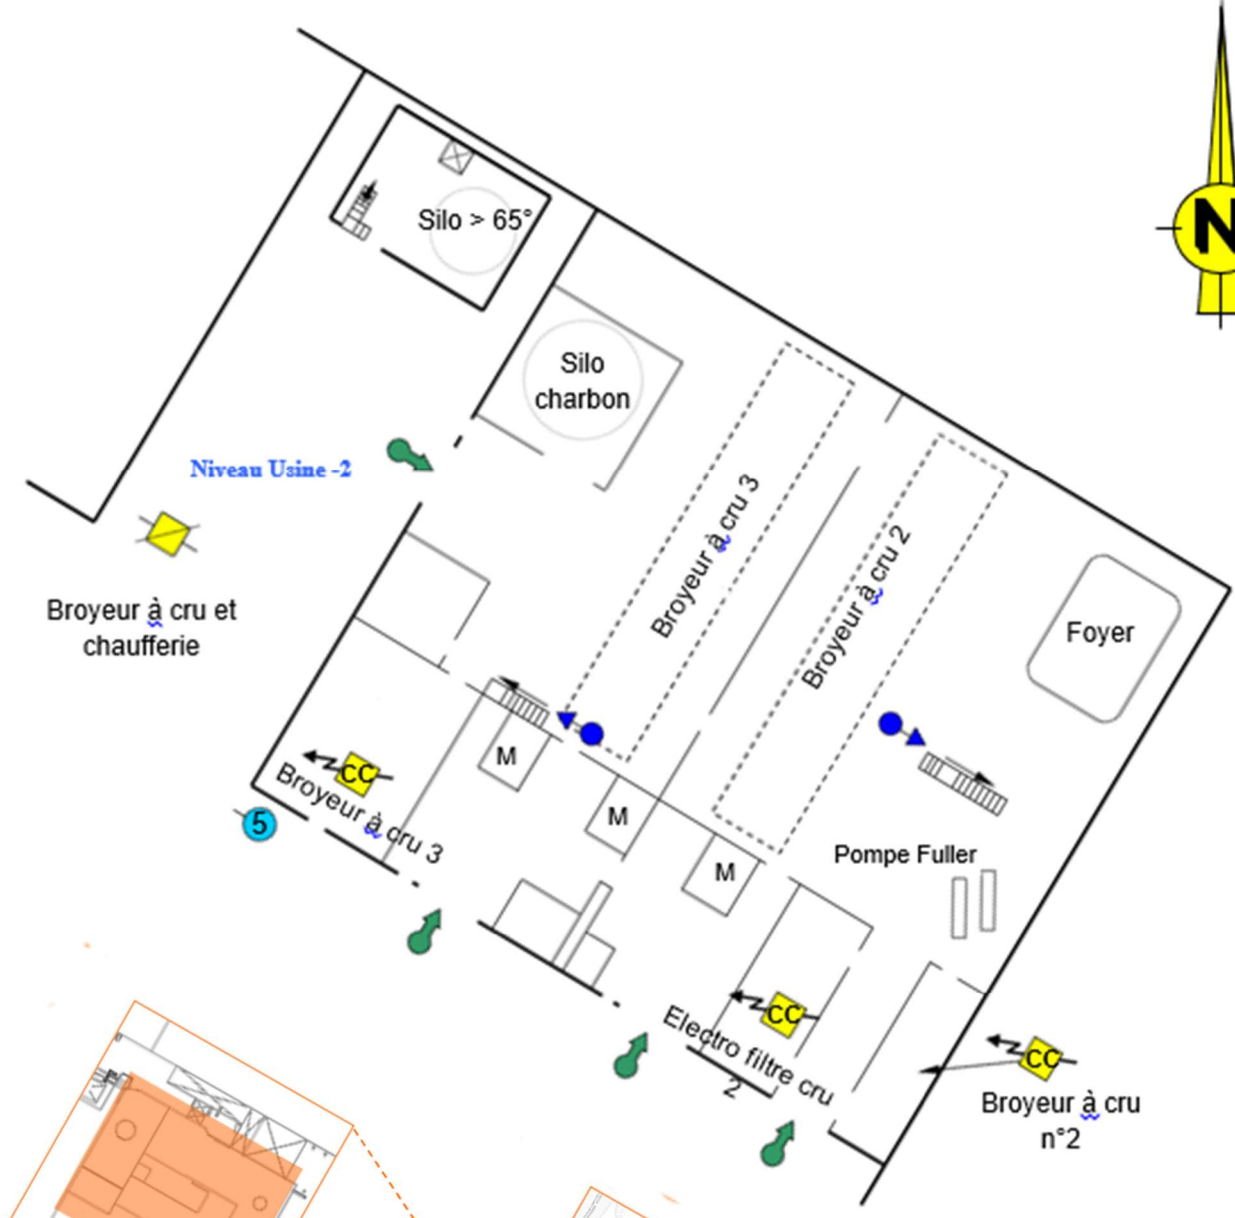 N
Silo > 65°
Silo
charbon
Niveau Usine -2
Broyeur à cru 3
Broyeur à cru 2
Broyeur à cru et
chaufferie
Foyer
M
CC
Broyeur à cru 3
5
M
M
Pompe Fuller
CC
Electro filtre cru
2
CC
Broyeur à cru
n°2